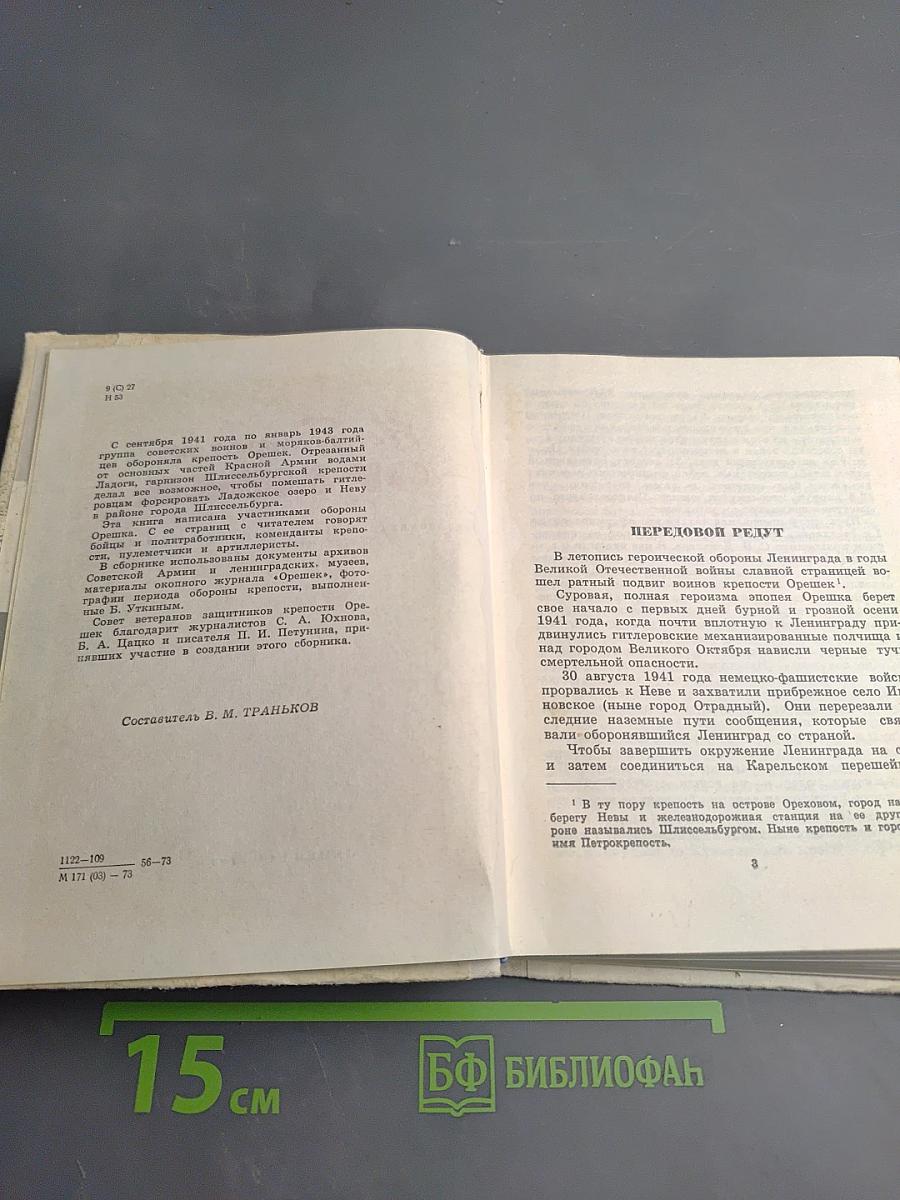 9 (С) 27
Н 53
С сентября 1941 года по январь 1943 года
группа советских воинов и моряков-балтий-
цев обороняла крепость Орешек. Отрезанный
от основных частей Красной Армии водами
Ладоги, гарнизон Шлиссельбургской крепости
делал все возможное, чтобы помешать гитле-
ровцам форсировать Ладожское озеро и Неву
в районе города Шлиссельбурга.
Эта книга написана участниками обороны
Орешка. С ее страниц с читателем говорят
бойцы и политработники, коменданты крепо-
сти, пулеметчики и артиллеристы.
В сборнике использованы документы архивов
Советской Армии и ленинградских музеев,
материалы окопного журнала «Орешек», фото-
графии периода обороны крепости, выполнен-
ные Б. Уткиным.
Совет ветеранов защитников крепости Оре-
шек благодарит журналистов С. А. Юхнова,
Б. А. Цацко и писателя П. И. Петунина, при-
нявших участие в создании этого сборника.
Составитель В. М. ТРАНЬКОВ
1122—109
М 171 (03) — 73
56—73
ПЕРЕДОВОЙ РЕДУТ
В летопись героической обороны Ленинграда в годы
Великой Отечественной войны славной страницей во-
шел ратный подвиг воинов крепости Орешек¹.
Суровая, полная героизма эпопея Орешка берет
свое начало с первых дней бурной и грозной осени
1941 года, когда почти вплотную к Ленинграду при-
двинулись гитлеровские механизированные полчища и
над городом Великого Октября нависли черные туч
смертельной опасности.
30 августа 1941 года немецко-фашистские войс
прорвались к Неве и захватили прибрежное село И
новское (ныне город Отрадный). Они перерезали
следние наземные пути сообщения, которые свя
вали оборонявшийся Ленинград со страной.
Чтобы завершить окружение Ленинграда на с
и затем соединиться на Карельском перешей
¹ В ту пору крепость на острове Ореховом, город на
берегу Невы и железнодорожная станция на ее друг
роне назывались Шлиссельбургом. Ныне крепость и горо
имя Петрокрепость.
3
15 см
БФ БИБЛИОФАН